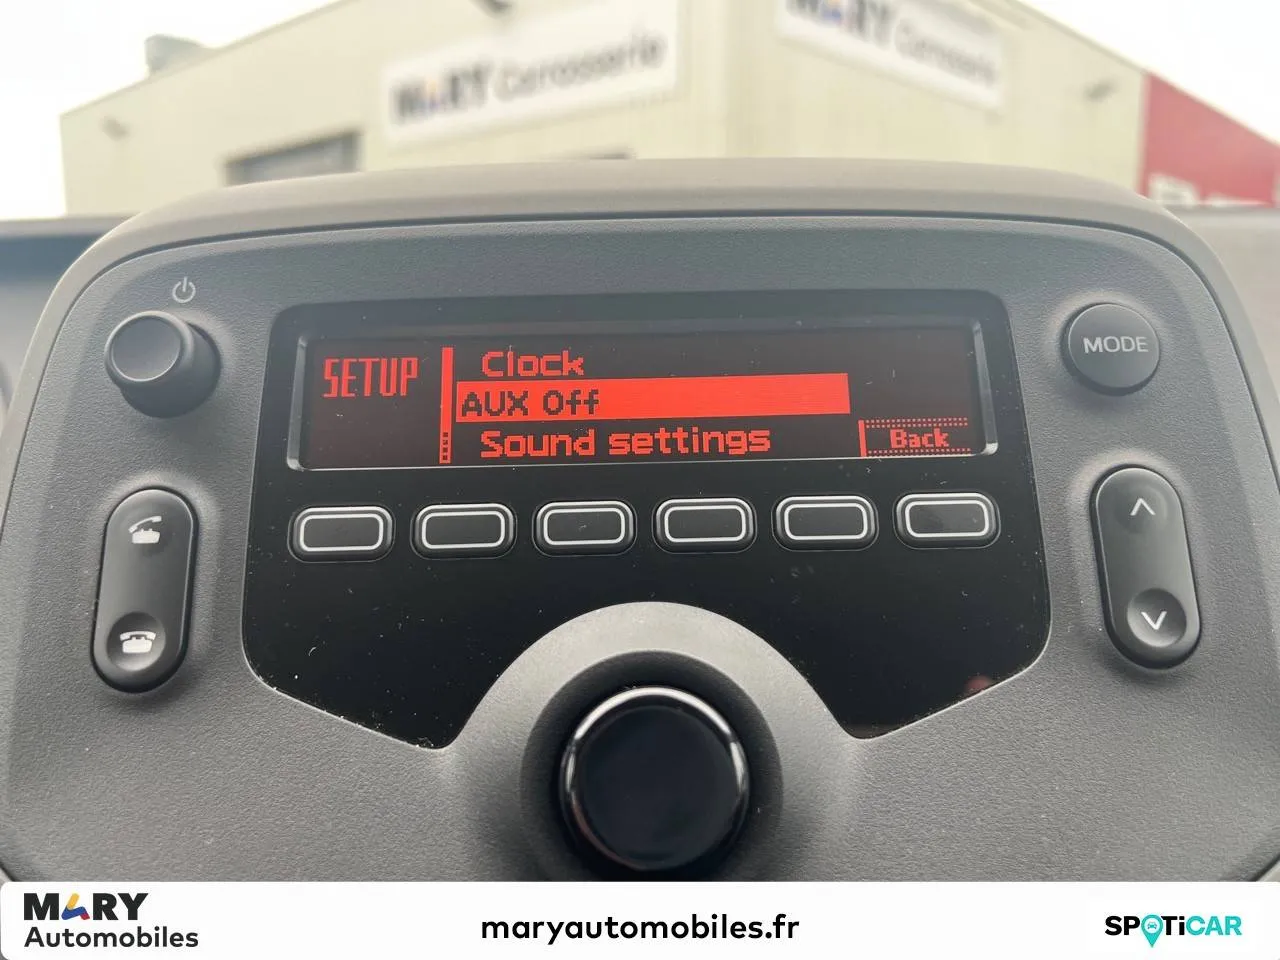 MARY Carrosserie
MARY Carrosserie
MODE
SETUP
Clock
AUX Off
Sound settings
Back
MARY
Automobiles
maryautomobiles.fr
SPOTiCAR